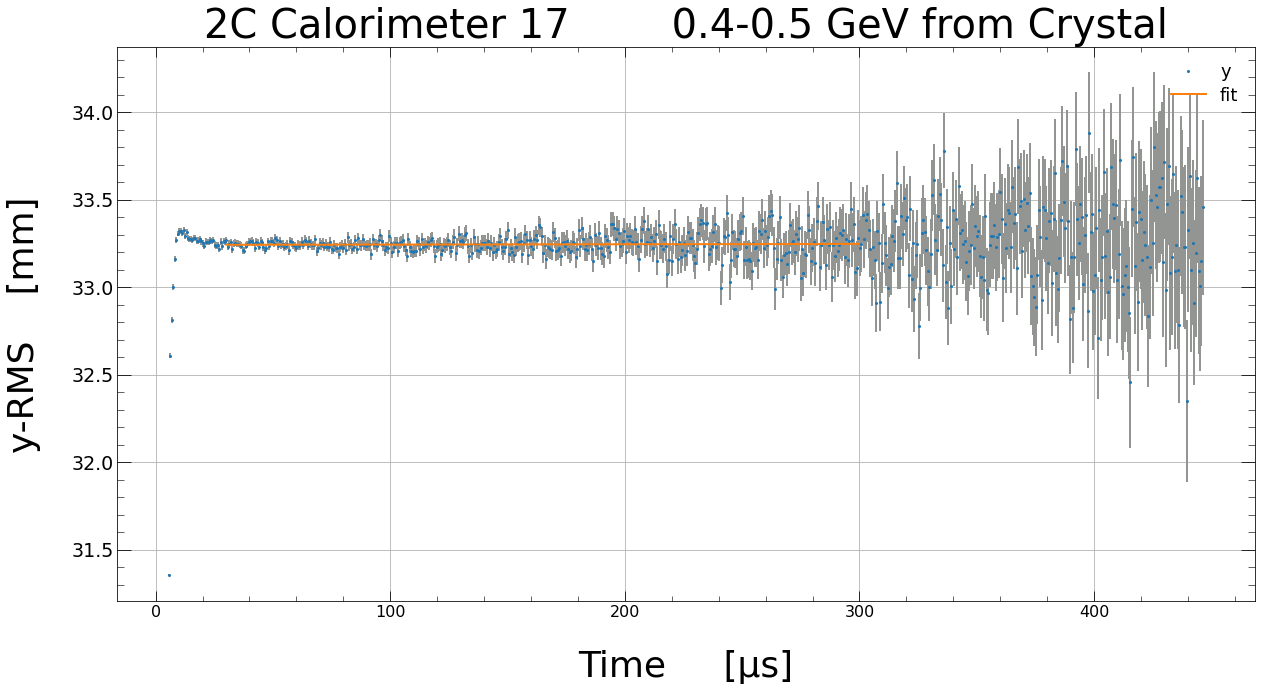 2C Calorimeter 17 0.4-0.5 GeV from Crystal
y
fit
34.0
33.5
33.0
32.5
32.0
31.5
y-RMS [mm]
0 100 200 300 400
Time [µs]